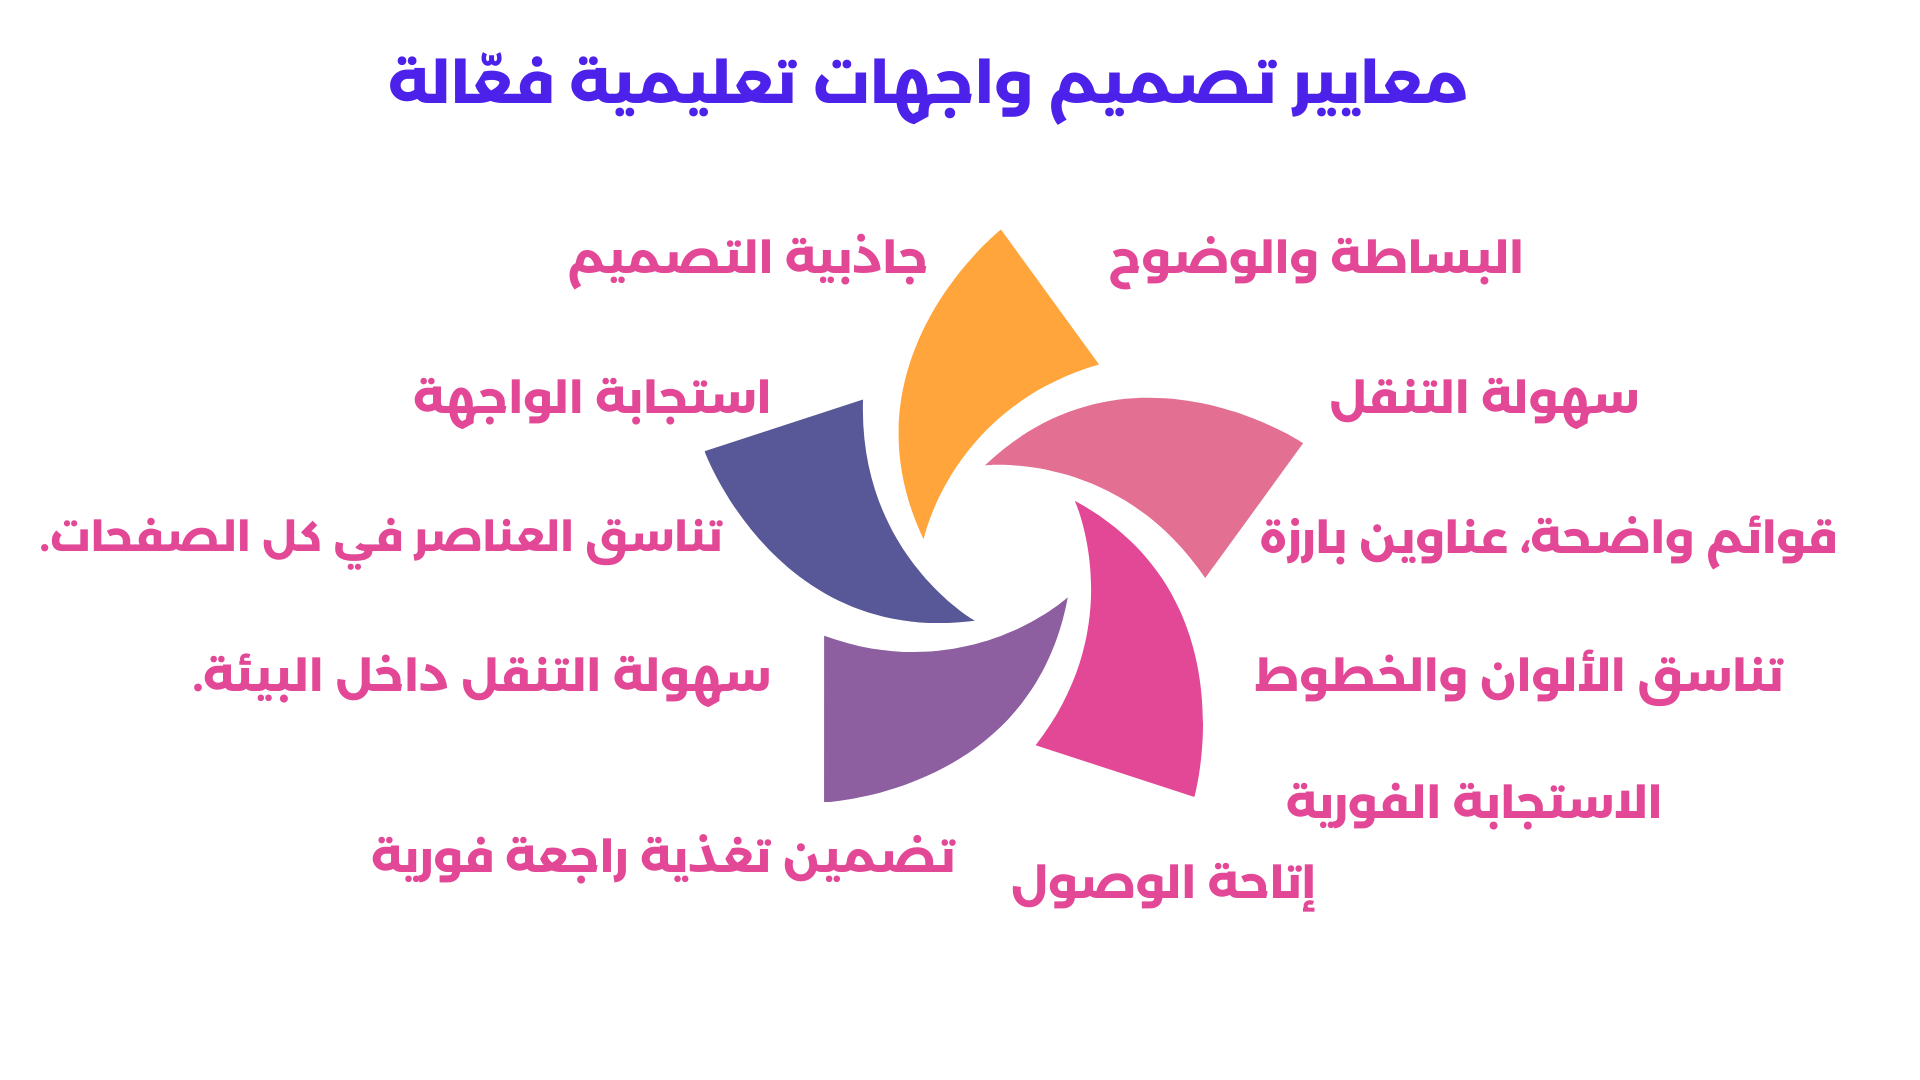 معايير تصميم واجهات تعليمية فعّالة
البساطة والوضوح
سهولة التنقل
قوائم واضحة، عناوين بارزة
تناسق الألوان والخطوط
الاستجابة الفورية
إتاحة الوصول
جاذبية التصميم
استجابة الواجهة
تناسق العناصر في كل الصفحات.
سهولة التنقل داخل البيئة.
تضمين تغذية راجعة فورية